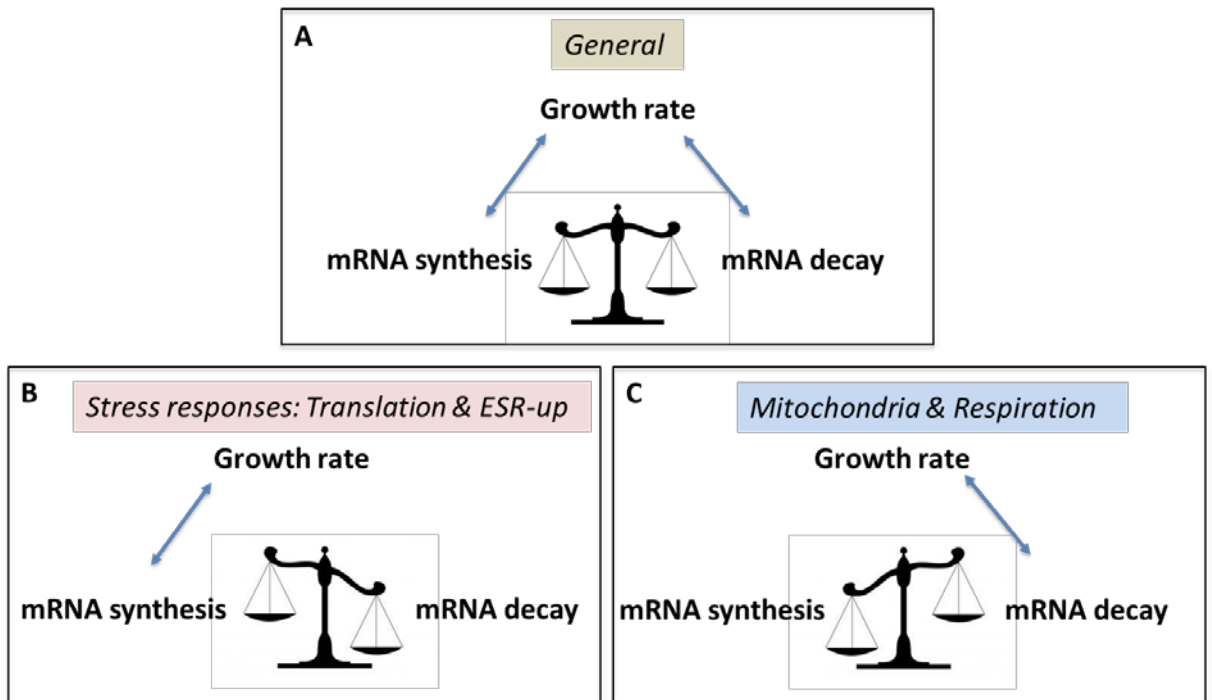 A
General
Growth rate
mRNA synthesis
mRNA decay
B
Stress responses: Translation & ESR-up
Growth rate
mRNA synthesis
mRNA decay
C
Mitochondria & Respiration
Growth rate
mRNA synthesis
mRNA decay